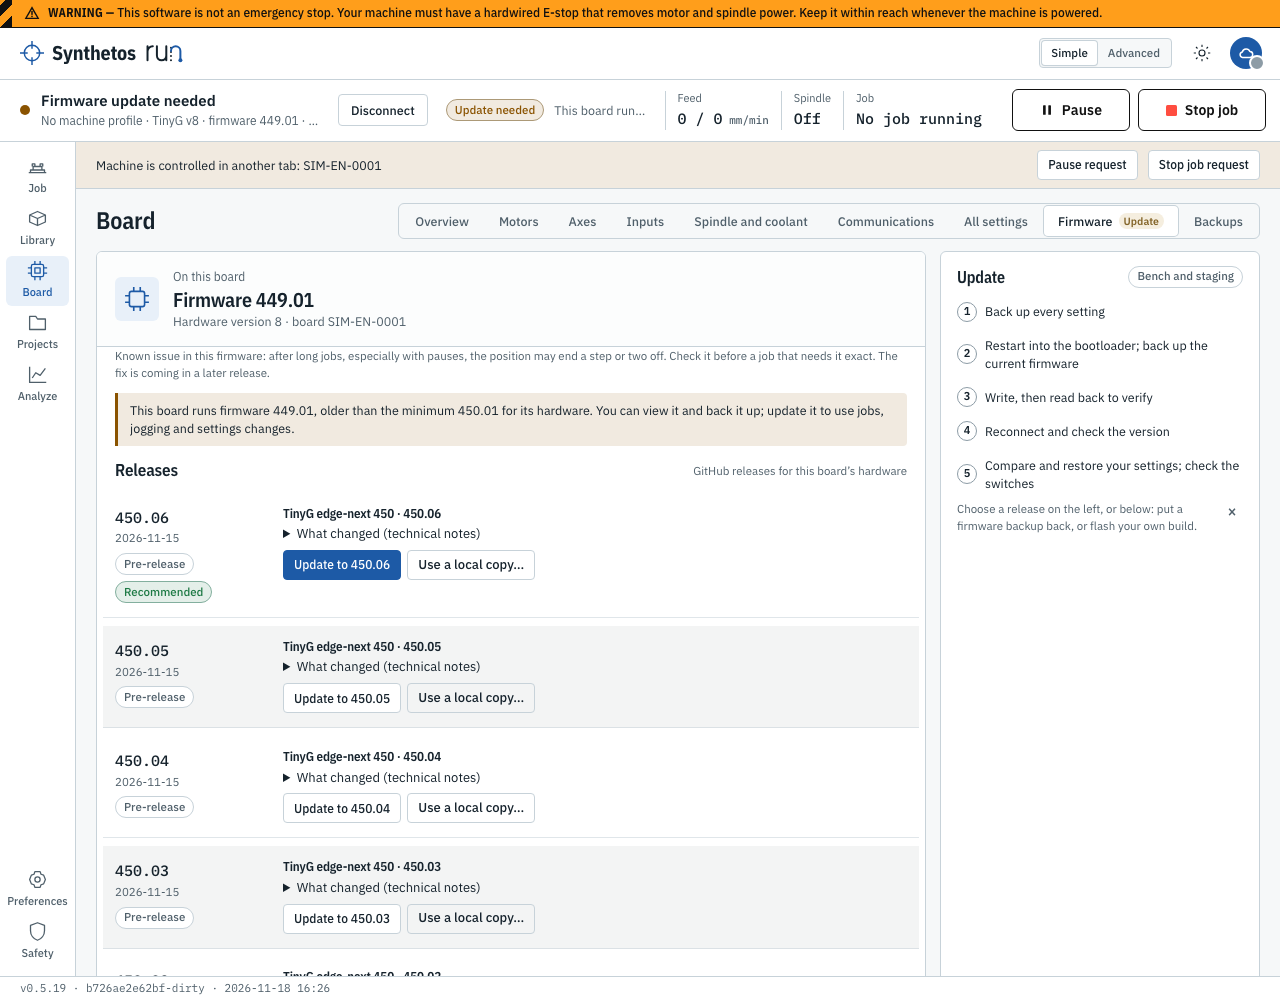 WARNING — This software is not an emergency stop. Your machine must have a hardwired E-stop that removes motor and spindle power. Keep it within reach whenever the machine is powered.
Synthetos run
Simple
Advanced
Firmware update needed
No machine profile · TinyG v8 · firmware 449.01 · ...
Disconnect
Update needed
This board run...
Feed
0 / 0 mm/min
Spindle
Off
Job
No job running
Pause
Stop job
Job
Library
Board
Projects
Analyze
Preferences
Safety
Machine is controlled in another tab: SIM-EN-0001
Pause request
Stop job request
Board
Overview
Motors
Axes
Inputs
Spindle and coolant
Communications
All settings
Firmware Update
Backups
On this board
Firmware 449.01
Hardware version 8 · board SIM-EN-0001
Known issue in this firmware: after long jobs, especially with pauses, the position may end a step or two off. Check it before a job that needs it exact. The
fix is coming in a later release.
This board runs firmware 449.01, older than the minimum 450.01 for its hardware. You can view it and back it up; update it to use jobs,
jogging and settings changes.
Releases
GitHub releases for this board's hardware
450.06
2026-11-15
Pre-release
Recommended
TinyG edge-next 450 · 450.06
What changed (technical notes)
Update to 450.06
Use a local copy...
450.05
2026-11-15
Pre-release
TinyG edge-next 450 · 450.05
What changed (technical notes)
Update to 450.05
Use a local copy...
450.04
2026-11-15
Pre-release
TinyG edge-next 450 · 450.04
What changed (technical notes)
Update to 450.04
Use a local copy...
450.03
2026-11-15
Pre-release
TinyG edge-next 450 · 450.03
What changed (technical notes)
Update to 450.03
Use a local copy...
Update
Bench and staging
1 Back up every setting
2 Restart into the bootloader; back up the
current firmware
3 Write, then read back to verify
4 Reconnect and check the version
5 Compare and restore your settings; check the
switches
Choose a release on the left, or below: put a
firmware backup back, or flash your own build.
×
v0.5.19 · b726ae2e62bf-dirty · 2026-11-18 16:26